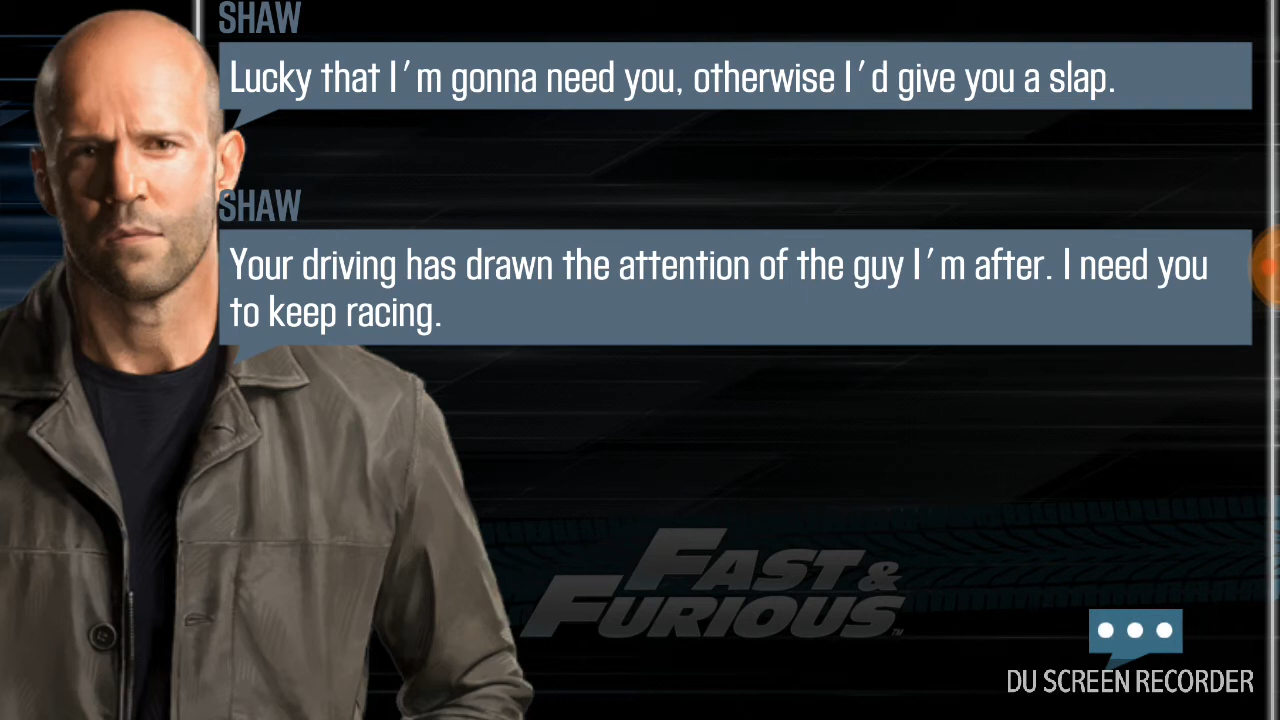 SHAW
Lucky that I'm gonna need you, otherwise I'd give you a slap.
SHAW
Your driving has drawn the attention of the guy I'm after. I need you
to keep racing.
FAST &
FURIOUS™
DU SCREEN RECORDER